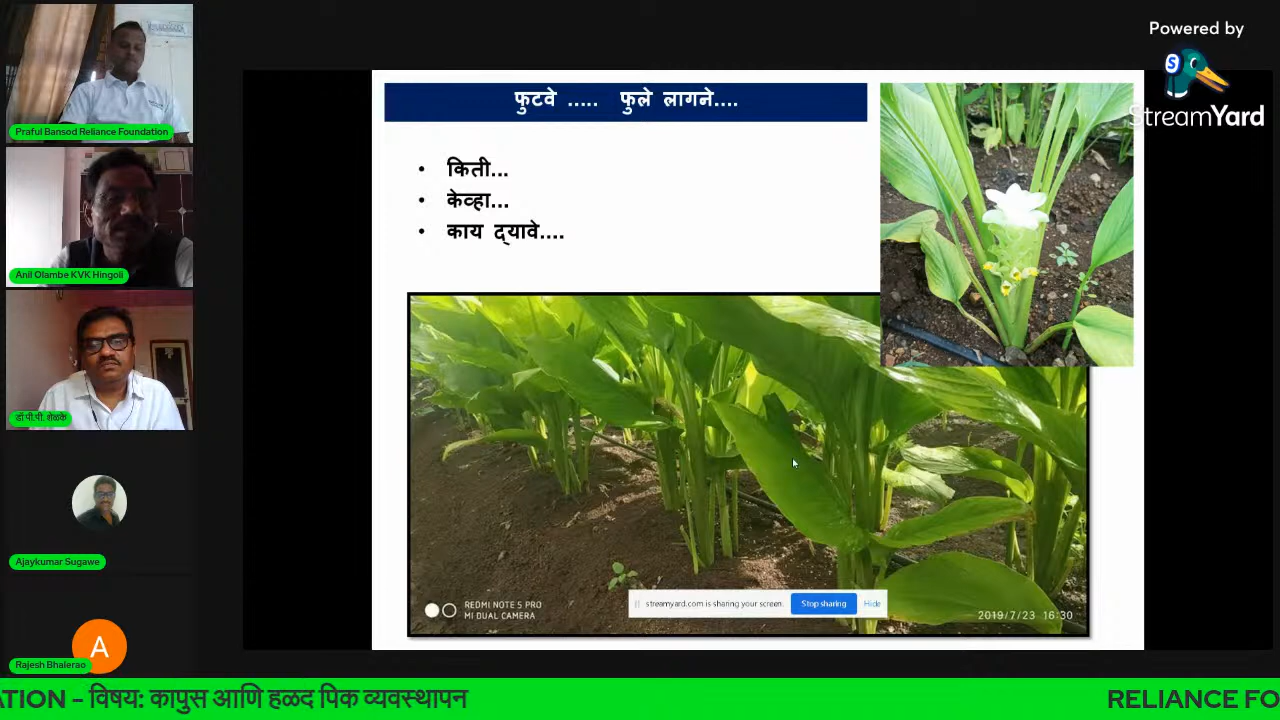 Powered by
StreamYard
Praful Bansod Reliance Foundation
Anil Olambe KVK Hingoli
डॉ पी.पी. शेळके
Ajaykumar Sugawe
A
Rajesh Bhalerao
फुटवे ..... फुले लागने....
• किती...
• केव्हा...
• काय द्यावे....
REDMI NOTE 5 PRO
MI DUAL CAMERA
streamyard.com is sharing your screen.
Stop sharing
Hide
2019/7/23 16:30
ATION - विषय: कापुस आणि हळद पिक व्यवस्थापन
RELIANCE FO